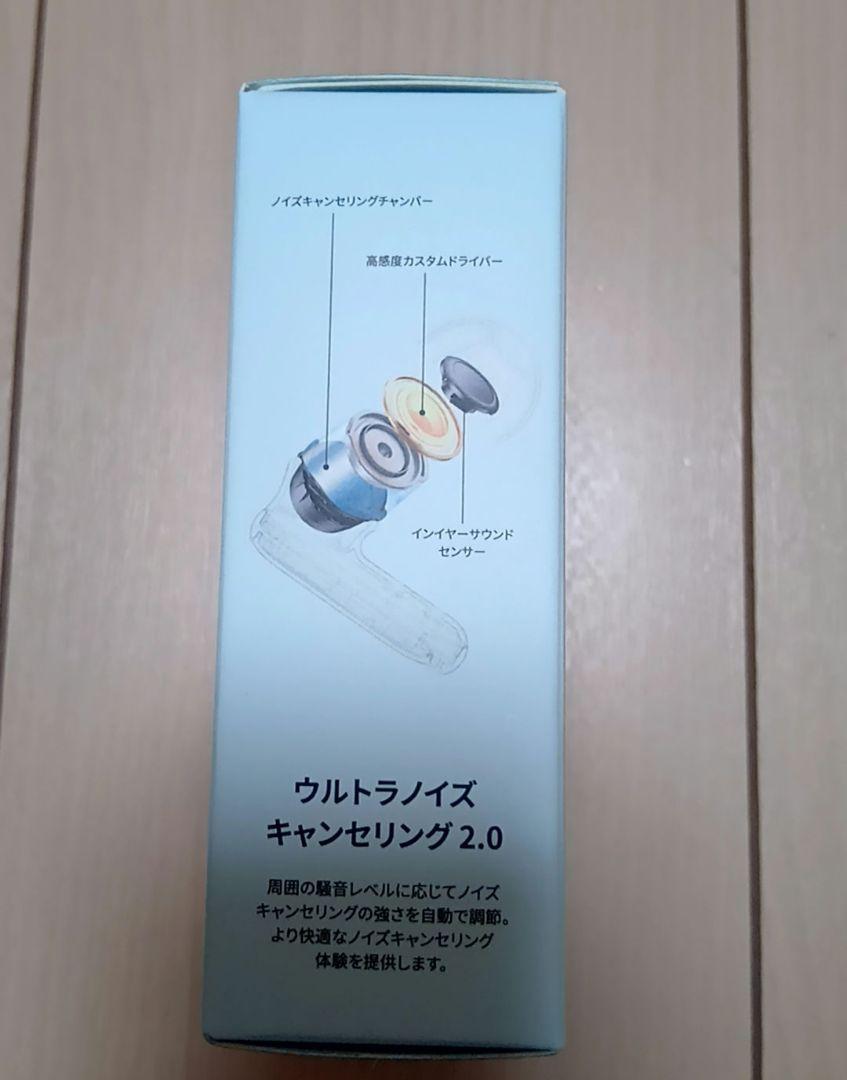 ノイズキャンセリングチャンバー
高感度カスタムドライバー
インイヤーサウンド
センサー
ウルトラノイズ
キャンセリング 2.0
周囲の騒音レベルに応じてノイズ
キャンセリングの強さを自動で調節。
より快適なノイズキャンセリング
体験を提供します。